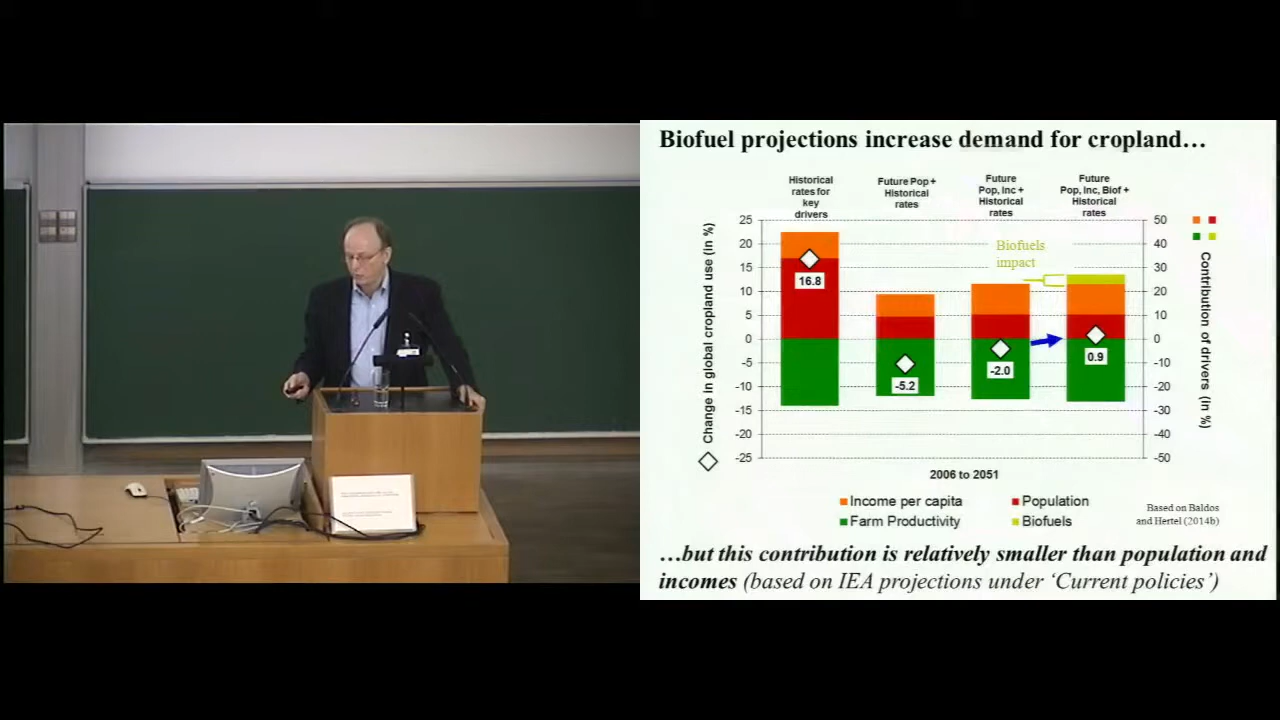 Biofuel projections increase demand for cropland…
Historical
rates for
key
drivers
Future Pop +
Historical
rates
Future
Pop, Inc +
Historical
rates
Future
Pop, Inc, Biof +
Historical
rates
Change in global cropland use (in %)
25
20
15
10
5
0
-5
-10
-15
-20
-25
16.8
-5.2
-2.0
0.9
Biofuels
impact
50
40
30
20
10
0
-10
-20
-30
-40
-50
Contribution of drivers (in %)
2006 to 2051
Income per capita
Population
Farm Productivity
Biofuels
Based on Baldos
and Hertel (2014b)
…but this contribution is relatively smaller than population and
incomes (based on IEA projections under ‘Current policies’)